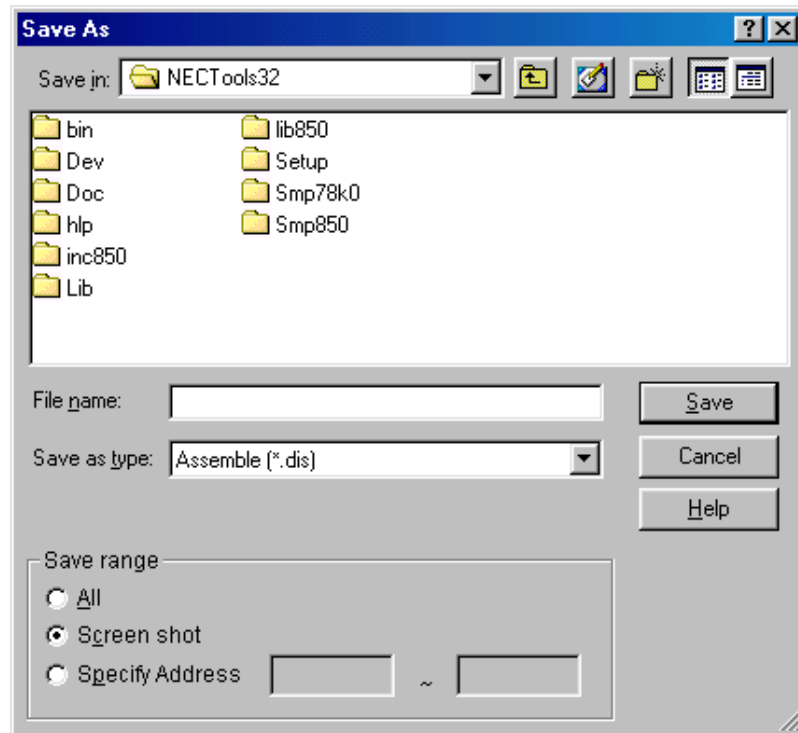 Save As
Save in: NECTools32
bin
Dev
Doc
hlp
inc850
Lib
lib850
Setup
Smp78k0
Smp850
File name:
Save
Save as type: Assemble (*.dis)
Cancel
Help
Save range
All
Screen shot
Specify Address ~